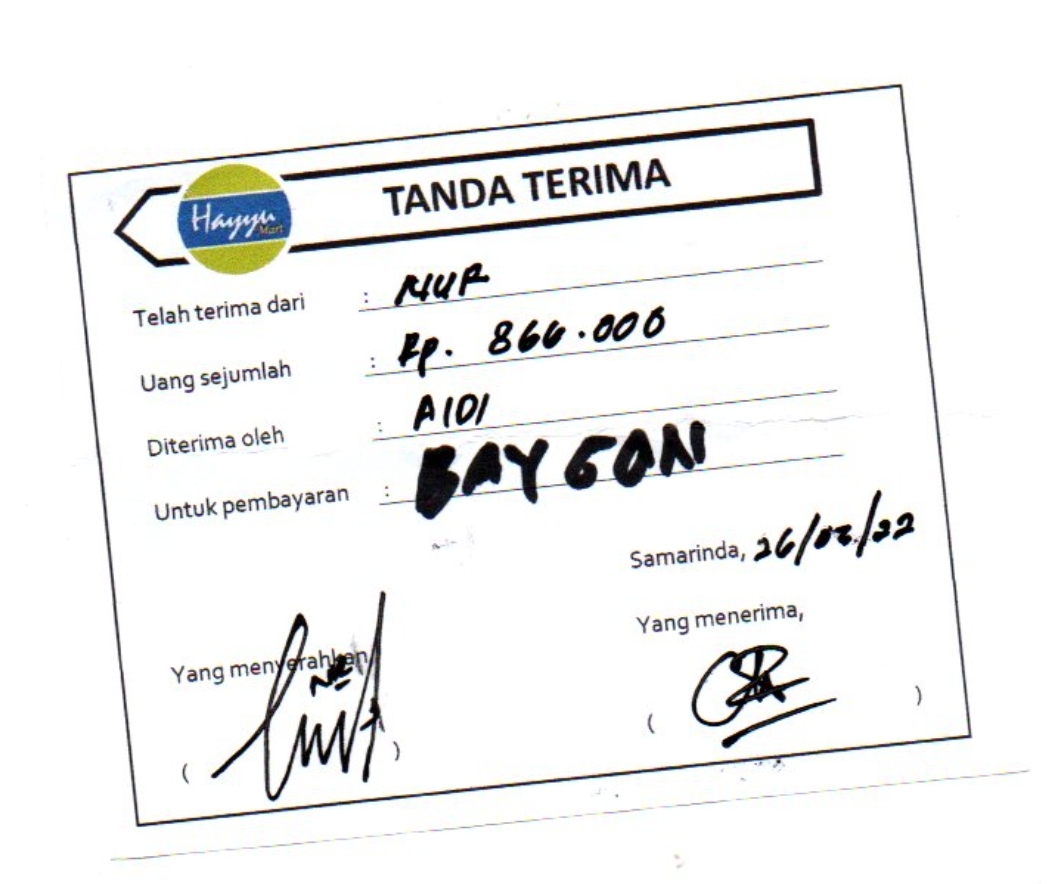 TANDA TERIMA
Hayyu Mart
Telah terima dari : NUR
Uang sejumlah : Rp. 866.000
Diterima oleh : AIDI
Untuk pembayaran : BAYGON
Samarinda, 26/02/22
Yang menerima,
Yang menyerahkan
( ) ( )